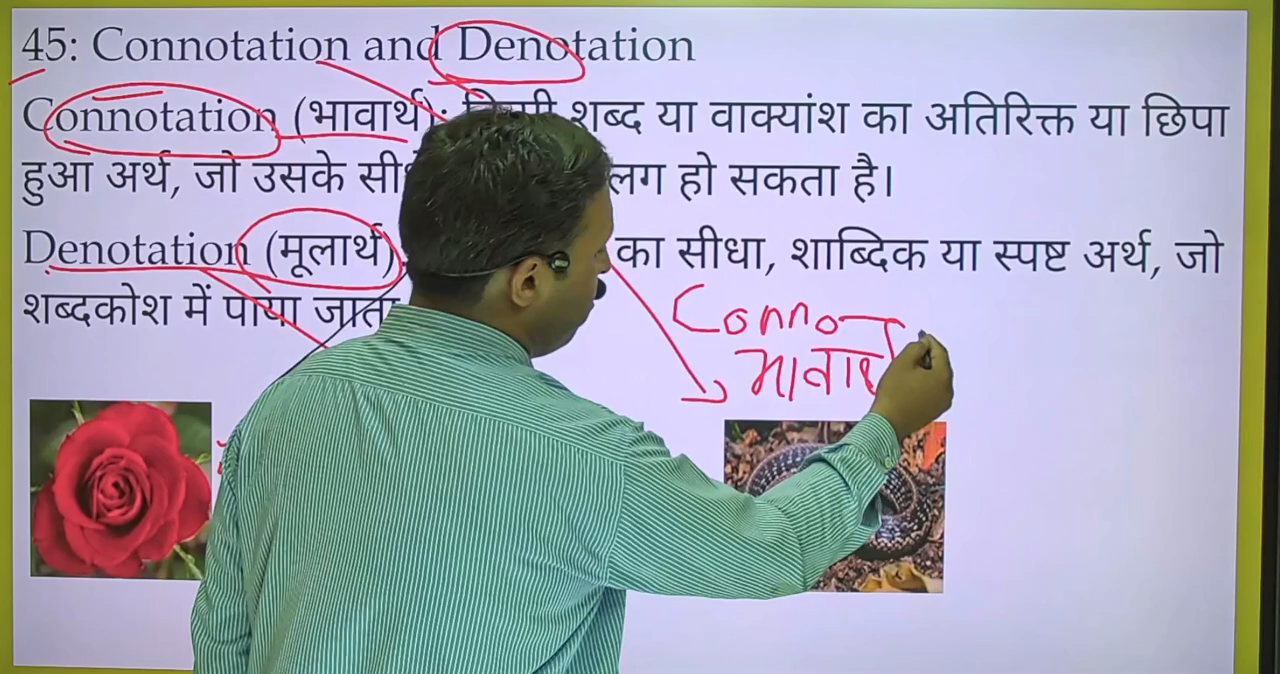 45: Connotation and Denotation
Connotation (भावार्थ): किसी शब्द या वाक्यांश का अतिरिक्त या छिपा
हुआ अर्थ, जो उसके लग हो सकता है।
Denotation (मूलार्थ) का सीधा, शाब्दिक या स्पष्ट अर्थ, जो
शब्दकोश में पाया जाता
Conno